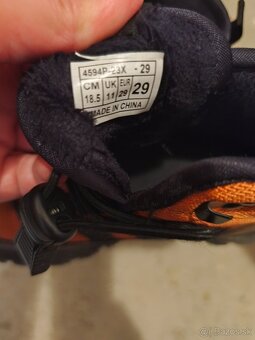 4594P-23X - 29
CM UK EUR 29
18.5 11 29
MADE IN CHINA